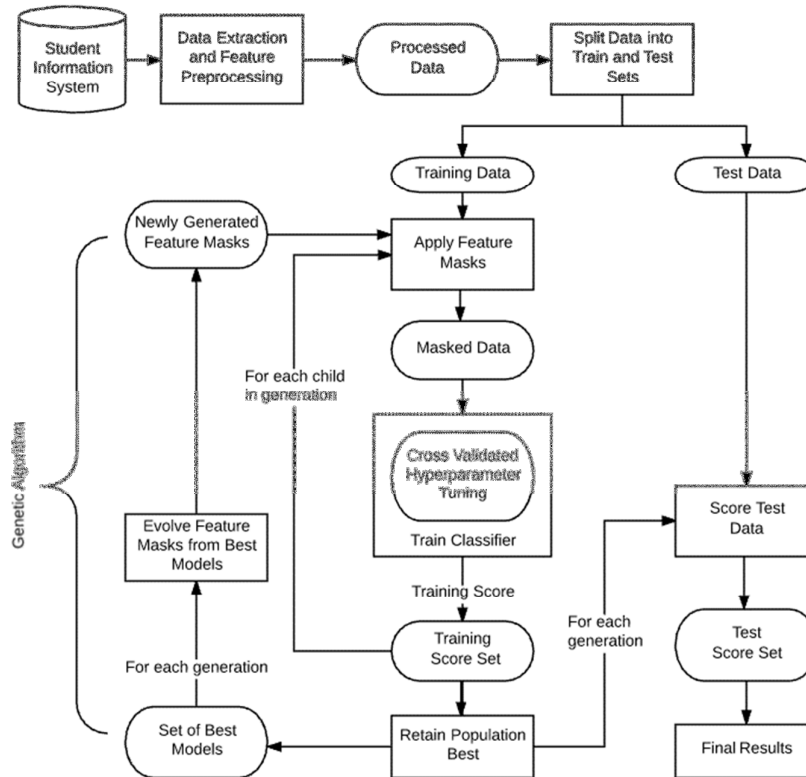 Student
Information
System
Data Extraction
and Feature
Preprocessing
Processed
Data
Split Data into
Train and Test
Sets
Training Data
Test Data
Newly Generated
Feature Masks
Apply Feature
Masks
Masked Data
For each child
in generation
Cross Validated
Hyperparameter
Tuning
Train Classifier
Genetic Algorithm
Evolve Feature
Masks from Best
Models
Score Test
Data
Training Score
For each
generation
Training
Score Set
Test
Score Set
For each generation
Set of Best
Models
Retain Population
Best
Final Results